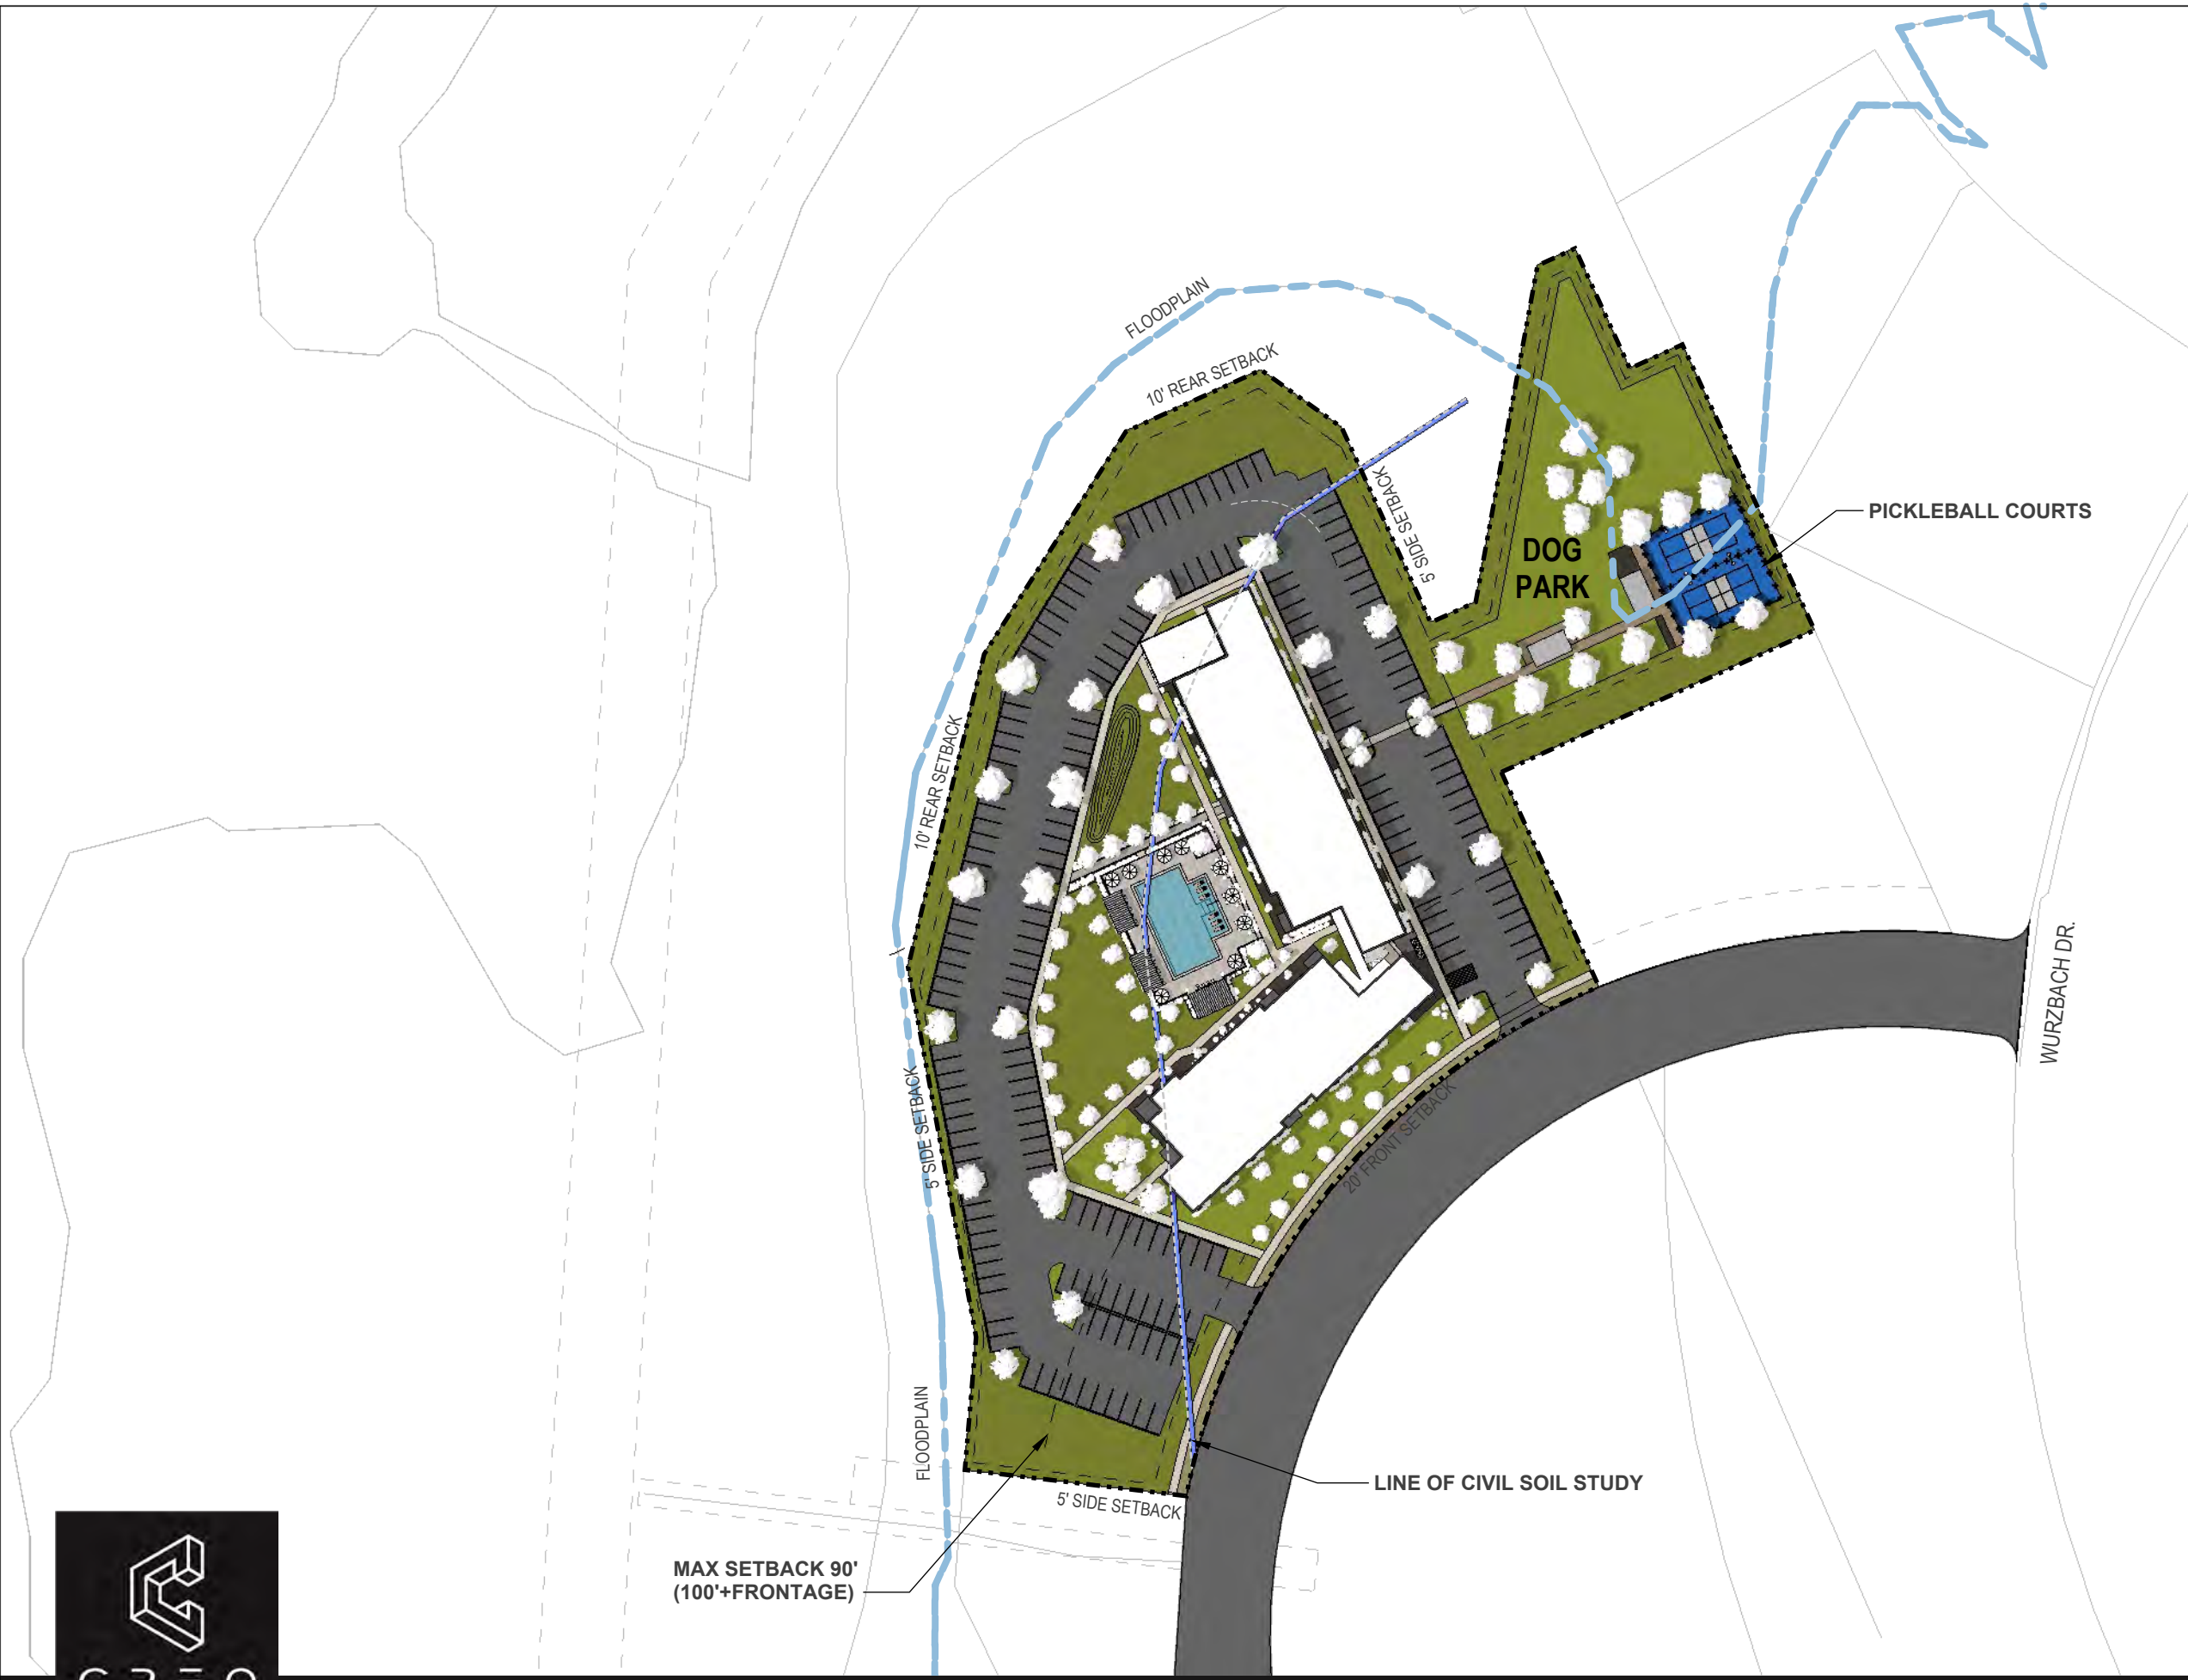 FLOODPLAIN
10' REAR SETBACK
5' SIDE SETBACK
PICKLEBALL COURTS
DOG
PARK
10' REAR SETBACK
WURZBACH DR.
5' SIDE SETBACK
20' FRONT SETBACK
FLOODPLAIN
LINE OF CIVIL SOIL STUDY
5' SIDE SETBACK
MAX SETBACK 90'
(100'+FRONTAGE)